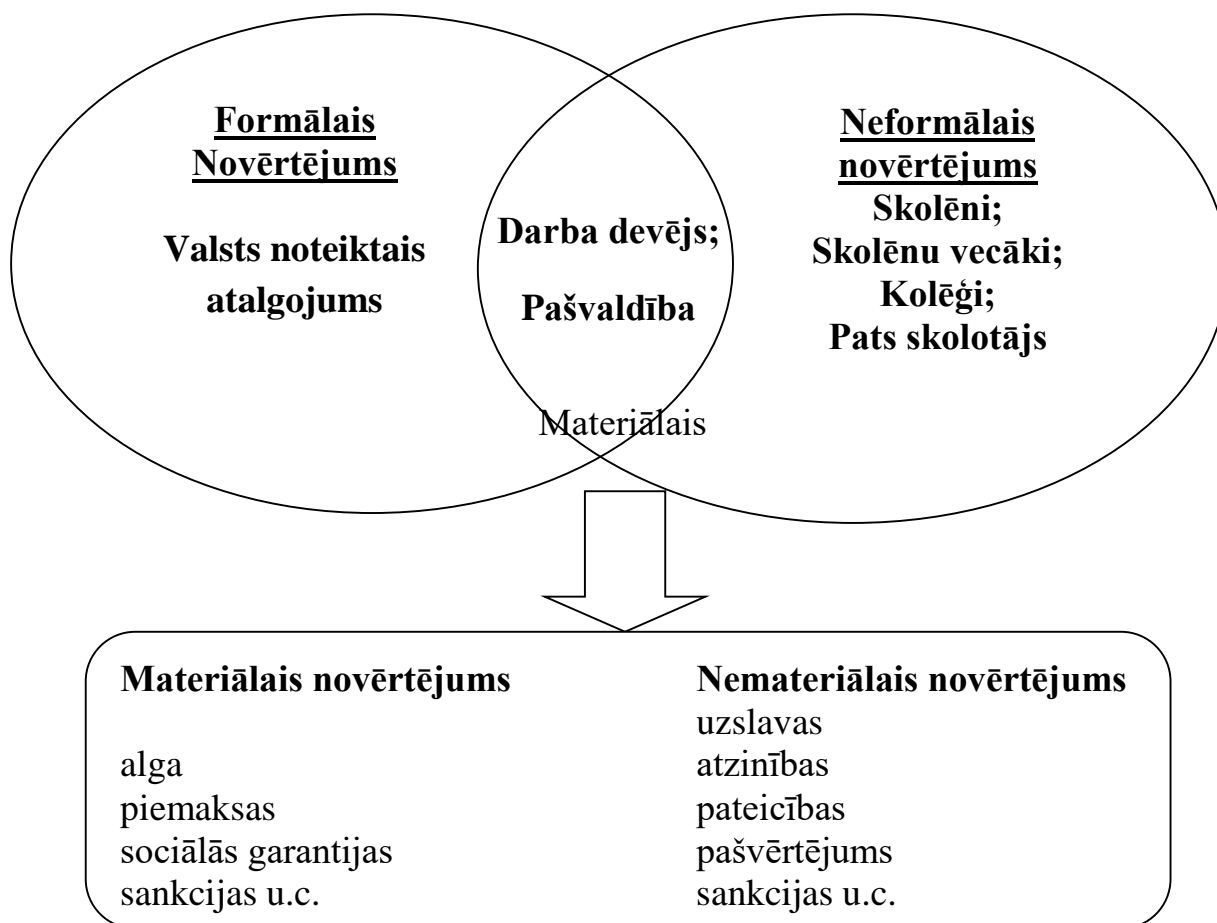 Formālais
Novērtējums
Valsts noteiktais
atalgojums
Darba devējs;
Pašvaldība
Materiālais
Neformālais
novērtējums
Skolēni;
Skolēnu vecāki;
Kolēģi;
Pats skolotājs
Materiālais novērtējums
alga
piemaksas
sociālās garantijas
sankcijas u.c.
Nemateriālais novērtējums
uzslavas
atzinības
pateicības
pašvērtējums
sankcijas u.c.